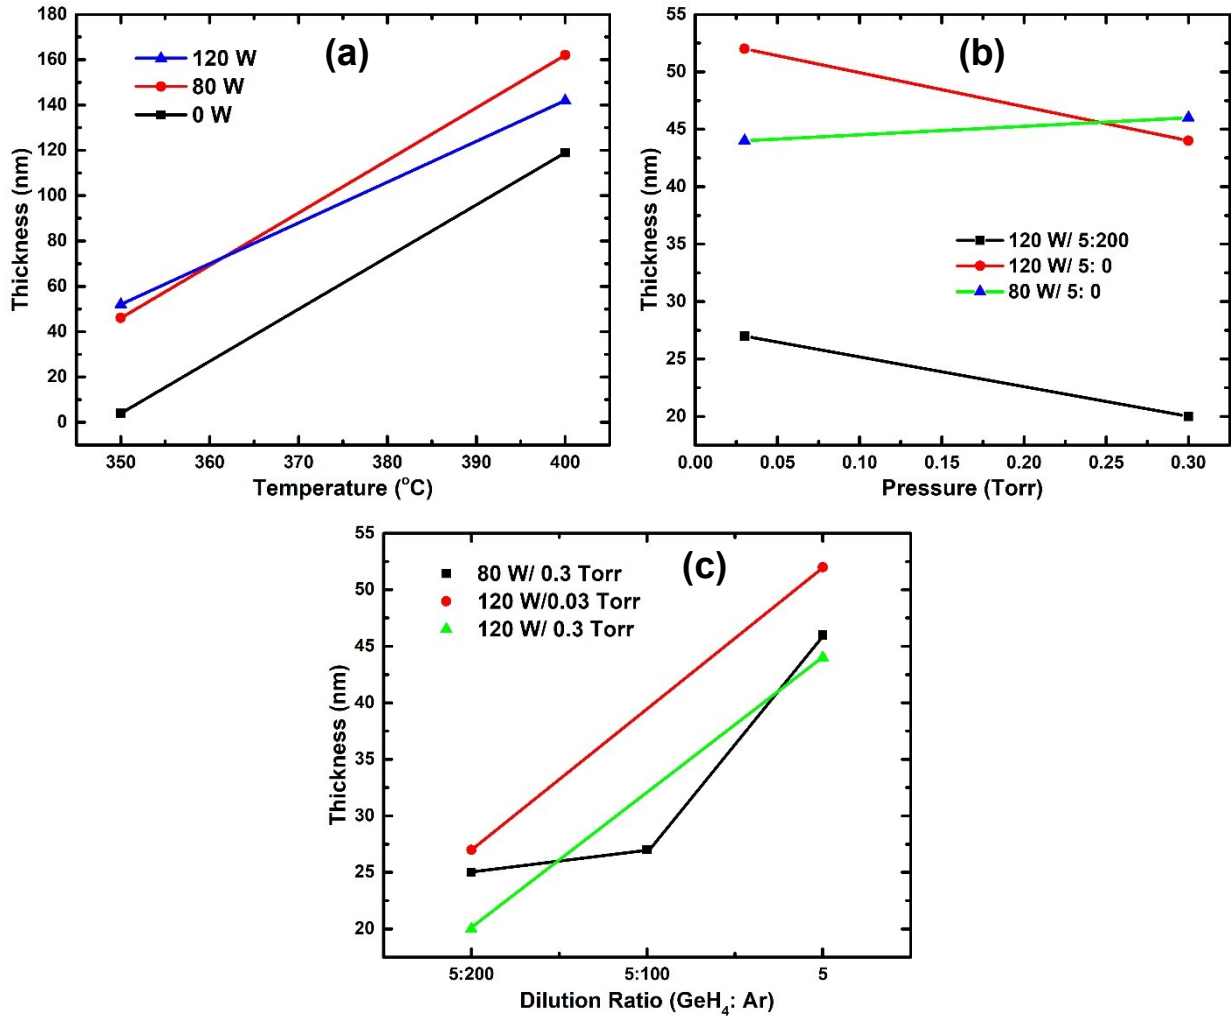 (a)
120 W
80 W
0 W
180
160
140
120
100
80
60
40
20
0
Thickness (nm)
350
360
370
380
390
400
Temperature (°C)
(b)
55
50
45
40
35
30
25
20
Thickness (nm)
120 W/ 5:200
120 W/ 5: 0
80 W/ 5: 0
0.00
0.05
0.10
0.15
0.20
0.25
0.30
Pressure (Torr)
(c)
80 W/ 0.3 Torr
120 W/0.03 Torr
120 W/ 0.3 Torr
55
50
45
40
35
30
25
20
Thickness (nm)
5:200
5:100
5
Dilution Ratio (GeH₄: Ar)